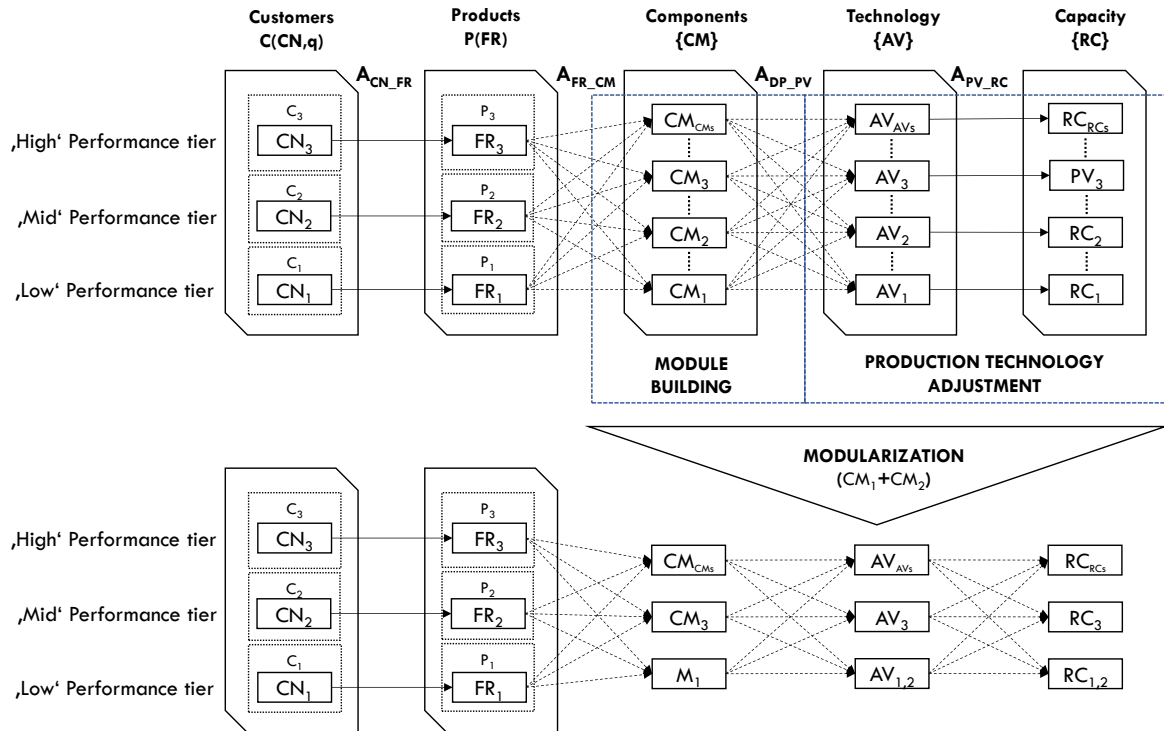 Customers
C(CN,q)
Products
P(FR)
Components
{CM}
Technology
{AV}
Capacity
{RC}
A_CN_FR
A_FR_CM
A_DP_PV
A_PV_RC
‚High‘ Performance tier
C₃
CN₃
P₃
FR₃
CM_CMs
AV_AVs
RC_RCs
CM₃
AV₃
PV₃
‚Mid‘ Performance tier
C₂
CN₂
P₂
FR₂
CM₂
AV₂
RC₂
‚Low‘ Performance tier
C₁
CN₁
P₁
FR₁
CM₁
AV₁
RC₁
MODULE
BUILDING
PRODUCTION TECHNOLOGY
ADJUSTMENT
MODULARIZATION
(CM₁+CM₂)
‚High‘ Performance tier
C₃
CN₃
P₃
FR₃
CM_CMs
AV_AVs
RC_RCs
‚Mid‘ Performance tier
C₂
CN₂
P₂
FR₂
CM₃
AV₃
RC₃
‚Low‘ Performance tier
C₁
CN₁
P₁
FR₁
M₁
AV₁,₂
RC₁,₂